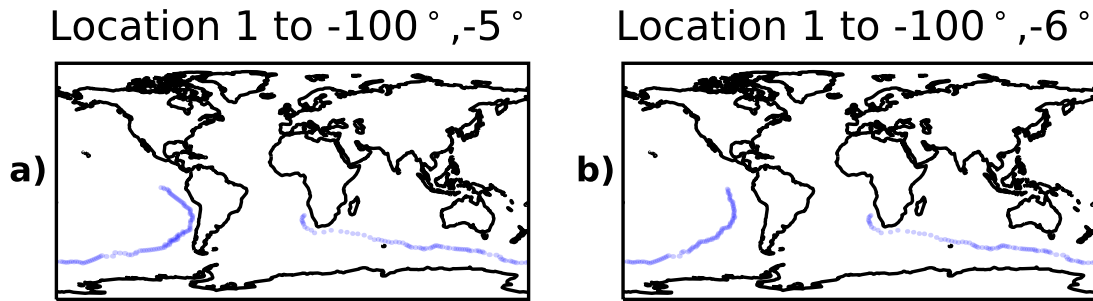 Location 1 to -100°,-5°
Location 1 to -100°,-6°
a)
b)